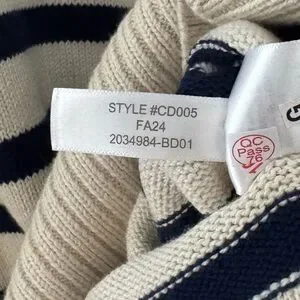 STYLE #CD005
FA24
2034984-BD01
QC
Pass
76
G